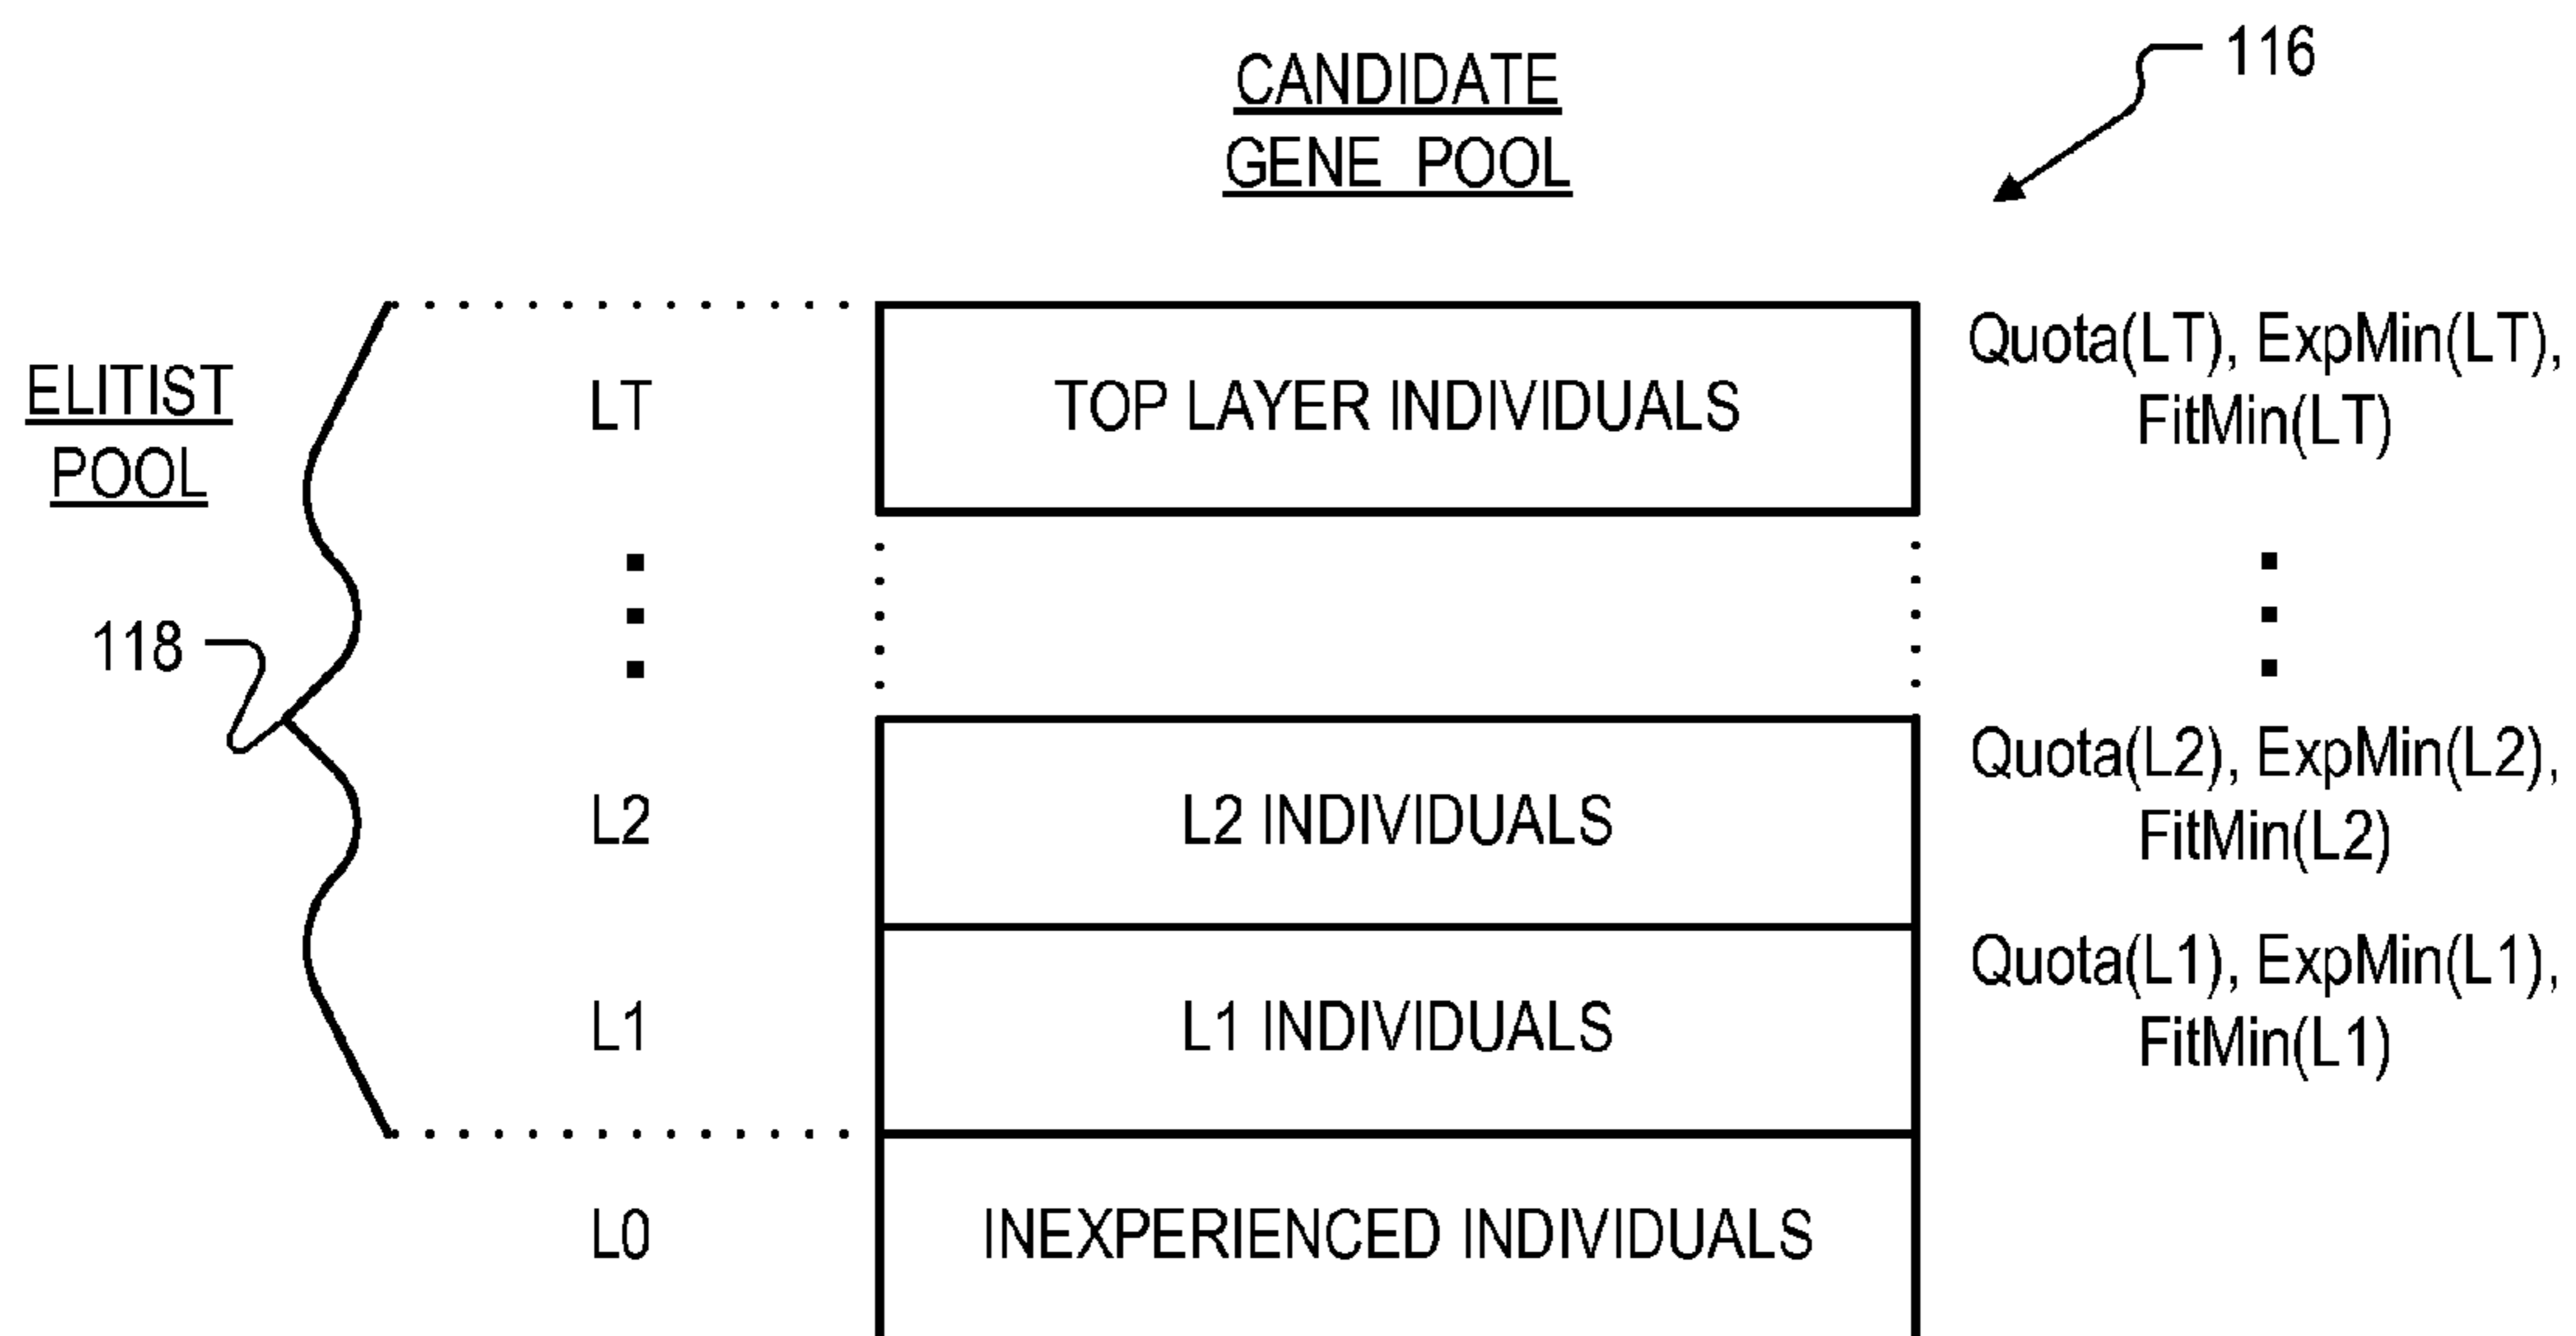 CANDIDATE
GENE POOL
116
ELITIST
POOL
118
LT
TOP LAYER INDIVIDUALS
Quota(LT), ExpMin(LT),
FitMin(LT)
L2
L2 INDIVIDUALS
Quota(L2), ExpMin(L2),
FitMin(L2)
L1
L1 INDIVIDUALS
Quota(L1), ExpMin(L1),
FitMin(L1)
L0
INEXPERIENCED INDIVIDUALS